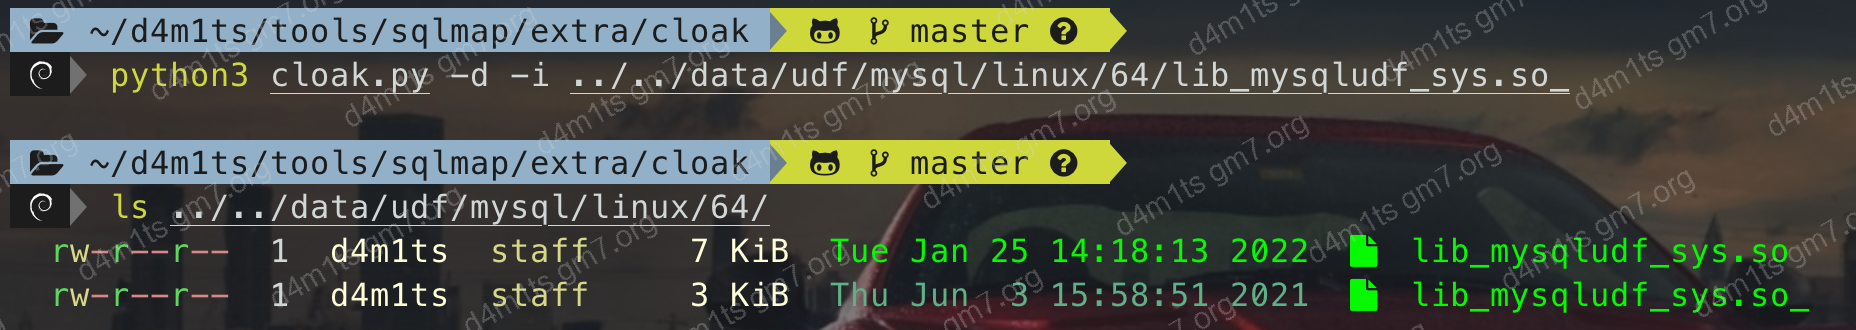 ~/d4m1ts/tools/sqlmap/extra/cloak master
python3 cloak.py -d -i ../../data/udf/mysql/linux/64/lib_mysqludf_sys.so_
~/d4m1ts/tools/sqlmap/extra/cloak master
ls ../../data/udf/mysql/linux/64/
rw-r--r-- 1 d4m1ts staff 7 KiB Tue Jan 25 14:18:13 2022 lib_mysqludf_sys.so
rw-r--r-- 1 d4m1ts staff 3 KiB Thu Jun 3 15:58:51 2021 lib_mysqludf_sys.so_
d4m1ts gm7.org